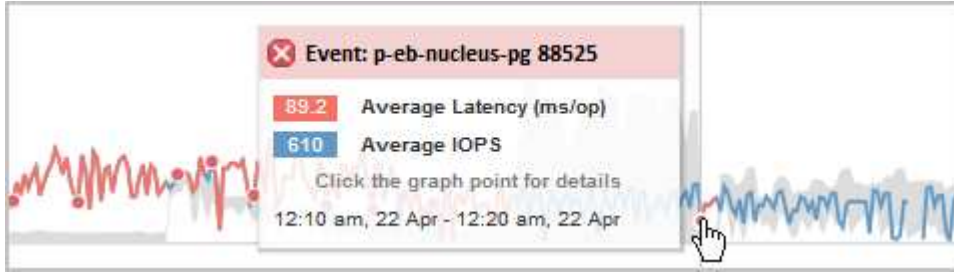 Event: p-eb-nucleus-pg 88525
89.2 Average Latency (ms/op)
610 Average IOPS
Click the graph point for details
12:10 am, 22 Apr - 12:20 am, 22 Apr